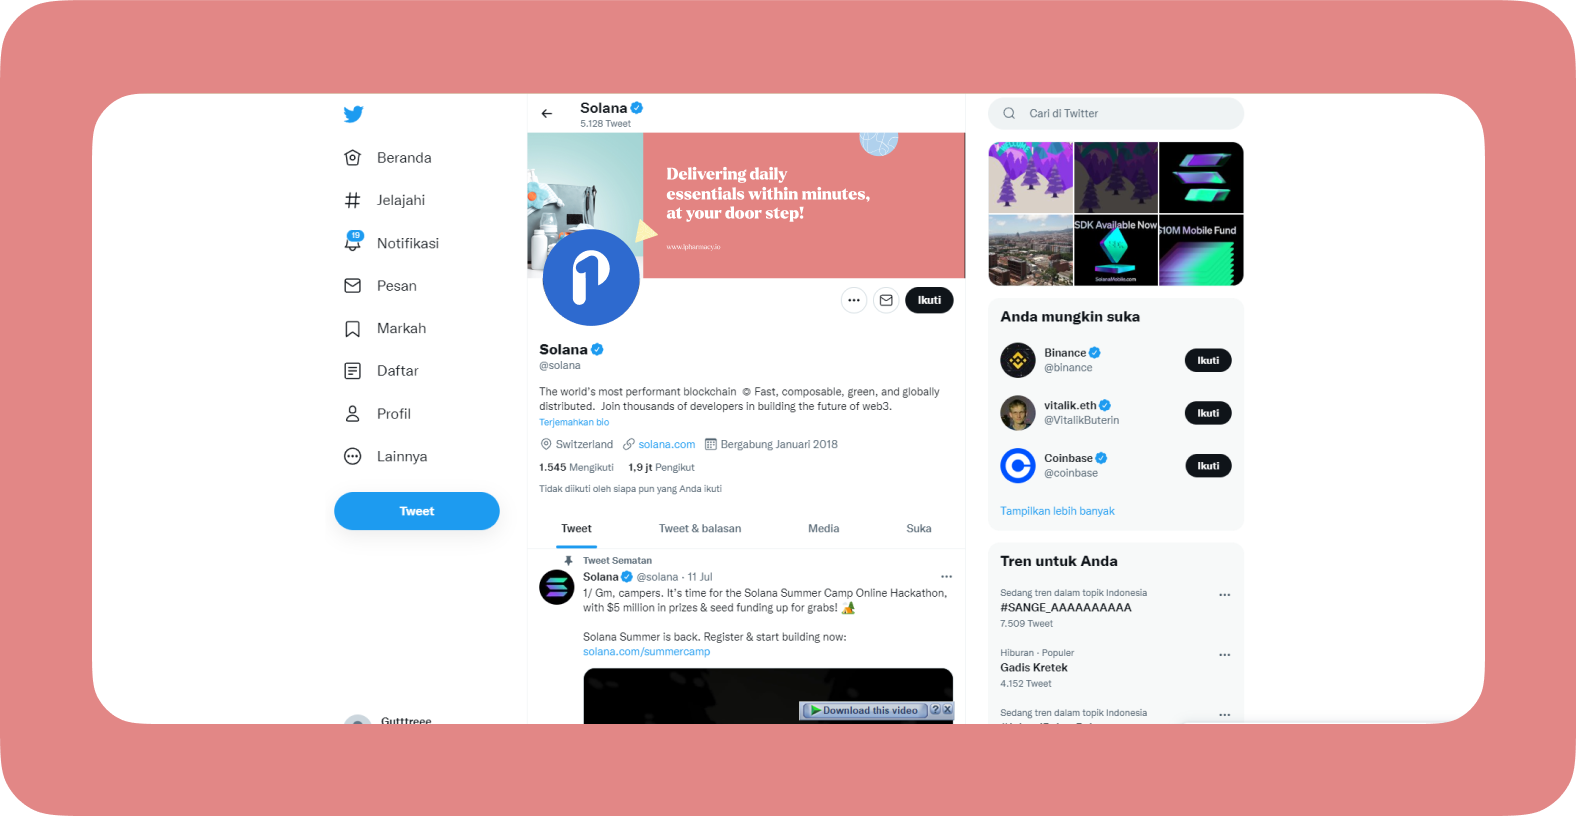 Beranda
Jelajahi
19
Notifikasi
Pesan
Markah
Daftar
Profil
Lainnya
Tweet
Gutttreee
Solana
5.128 Tweet
Delivering daily
essentials within minutes,
at your door step!
www.1pharmacy.io
Ikuti
Solana
@solana
The world's most performant blockchain © Fast, composable, green, and globally
distributed. Join thousands of developers in building the future of web3.
Terjemahkan bio
Switzerland solana.com Bergabung Januari 2018
1.545 Mengikuti 1,9 jt Pengikut
Tidak diikuti oleh siapa pun yang Anda ikuti
Tweet Tweet & balasan Media Suka
Tweet Sematan
Solana @solana · 11 Jul
1/ Gm, campers. It's time for the Solana Summer Camp Online Hackathon,
with $5 million in prizes & seed funding up for grabs! 🏕️
Solana Summer is back. Register & start building now:
solana.com/summercamp
Download this video ? X
Cari di Twitter
SDK Available Now
SolanaMobile.com
$10M Mobile Fund
Anda mungkin suka
Binance
@binance
Ikuti
vitalik.eth
@VitalikButerin
Ikuti
Coinbase
@coinbase
Ikuti
Tampilkan lebih banyak
Tren untuk Anda
Sedang tren dalam topik Indonesia
#SANGE_AAAAAAAAAA
7.509 Tweet
Hiburan · Populer
Gadis Kretek
4.152 Tweet
Sedang tren dalam topik Indonesia